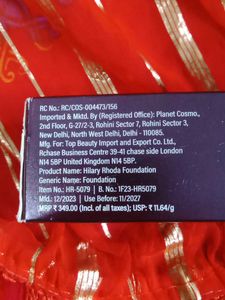 RC No.: RC/COS-004473/156
Imported & Mktd. By (Registered Office): Planet Cosmo.,
2nd Floor, G-27/2-3, Rohini Sector 7, Rohini Sector 3,
New Delhi, North West Delhi, Delhi - 110085.
Mfg. For: Top Beauty Import and Export Co. Ltd.,
Rchase Business Centre 39-41 chase side London
N14 5BP United Kingdom N14 5BP.
Product Name: Hilary Rhoda Foundation
Generic Name: Foundation
Item No.: HR-5079 | B. No.: 1F23-HR5079
Mfd.: 12/2023 | Use Before: 11/2027
MRP ₹ 349.00 (Incl. of all taxes); USP: ₹ 11.64/g